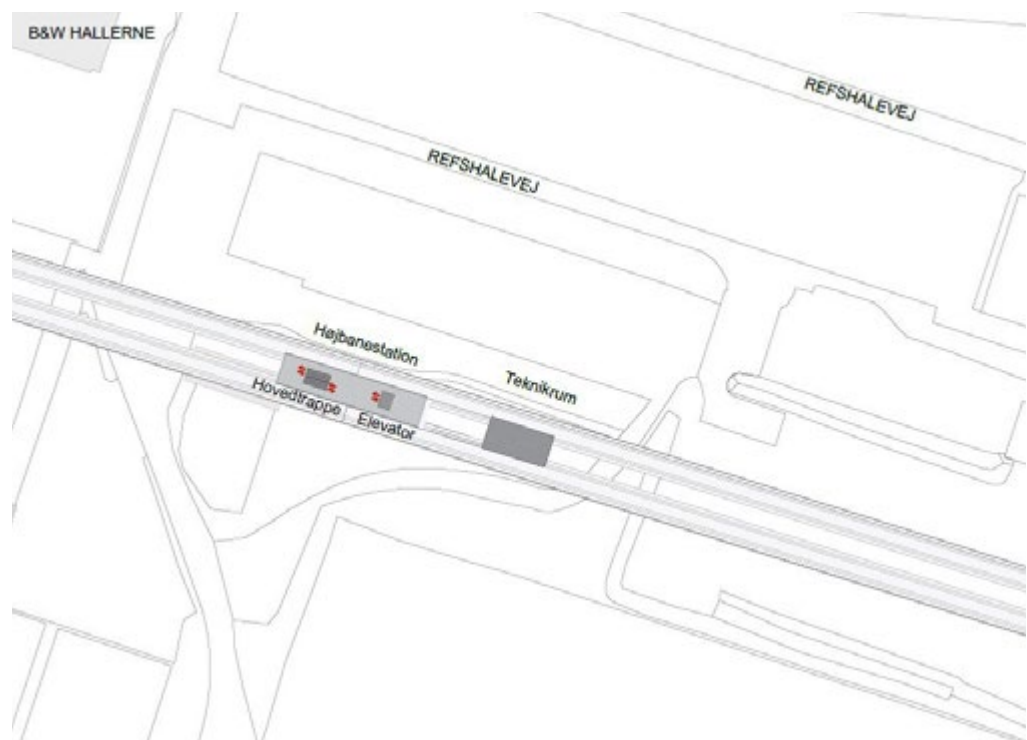 B&W HALLERNE
REFSHALEVEJ
REFSHALEVEJ
Højbanestation
Teknikrum
Hovedtrappe
Elevator